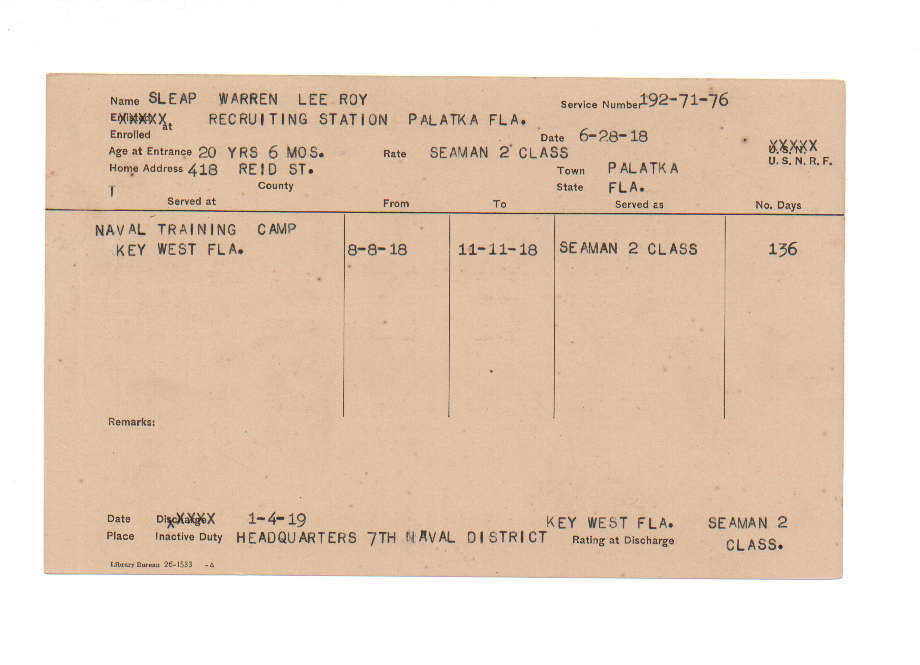 Name SLEAP WARREN LEE ROY Service Number 192-71-76
Enrolled at RECRUITING STATION PALATKA FLA.
Date 6-28-18
Age at Entrance 20 YRS 6 MOS. Rate SEAMAN 2 CLASS U.S.N.
U. S. N. R. F.
Home Address 418 REID ST. Town PALATKA
County State FLA.
T
Served at From To Served as No. Days
NAVAL TRAINING CAMP
KEY WEST FLA. 8-8-18 11-11-18 SEAMAN 2 CLASS 136
Remarks:
Date Discharge XXXX 1-4-19 KEY WEST FLA. SEAMAN 2
Place Inactive Duty HEADQUARTERS 7TH NAVAL DISTRICT Rating at Discharge CLASS.
Library Bureau 26-1533 -A